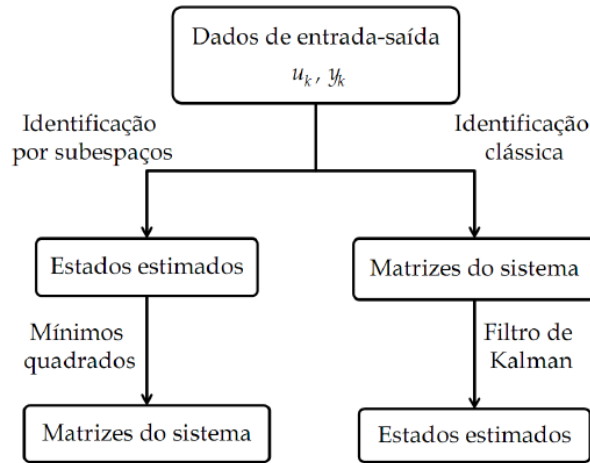 Dados de entrada-saída
u_k, y_k
Identificação
por subespaços
Identificação
clássica
Estados estimados
Matrizes do sistema
Mínimos
quadrados
Filtro de
Kalman
Matrizes do sistema
Estados estimados